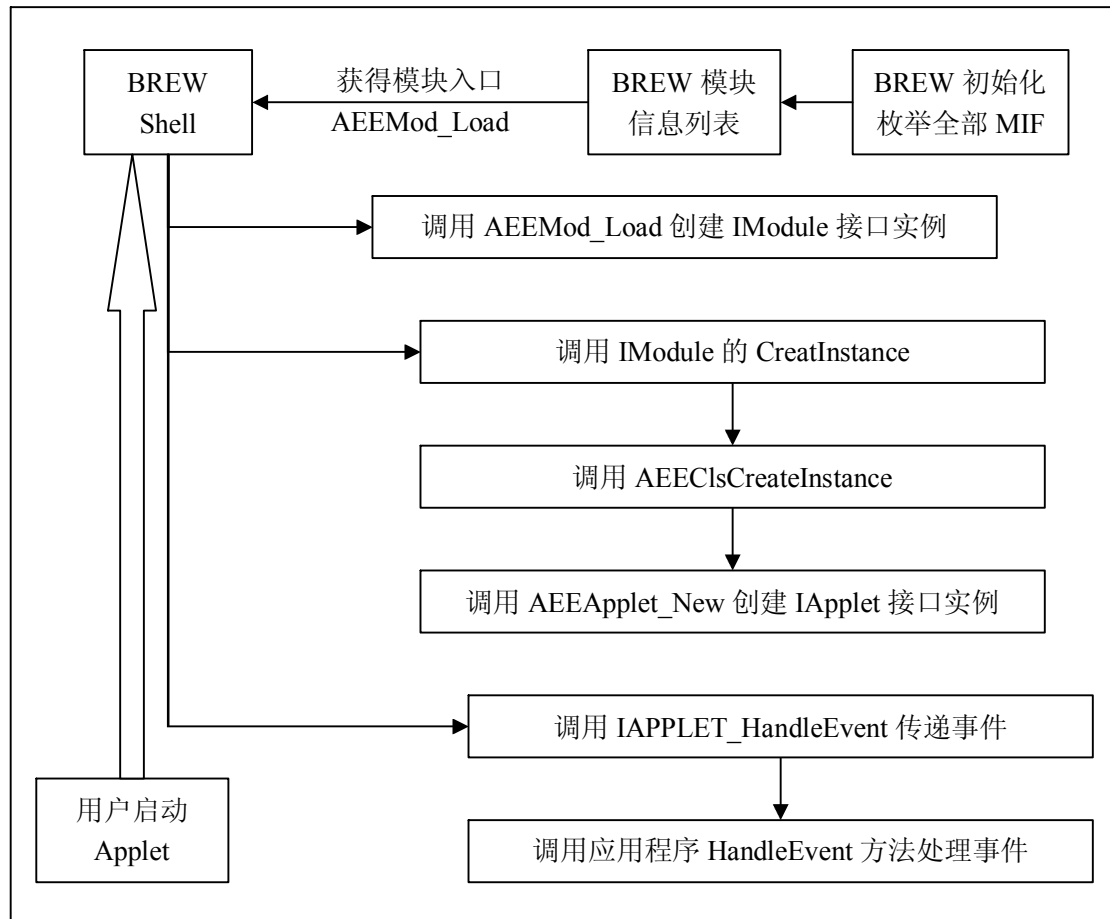 BREW
Shell
获得模块入口
AEEMod_Load
BREW 模块
信息列表
BREW 初始化
枚举全部 MIF
调用 AEEMod_Load 创建 IModule 接口实例
调用 IModule 的 CreatInstance
调用 AEEClsCreateInstance
调用 AEEApplet_New 创建 IApplet 接口实例
调用 IAPPLET_HandleEvent 传递事件
用户启动
Applet
调用应用程序 HandleEvent 方法处理事件